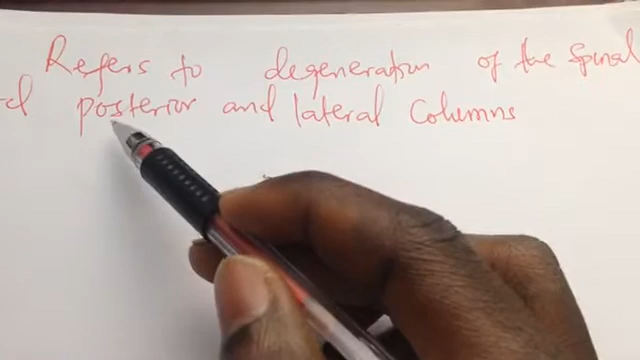 Refers to degeneration of the Spinal
posterior and lateral Columns